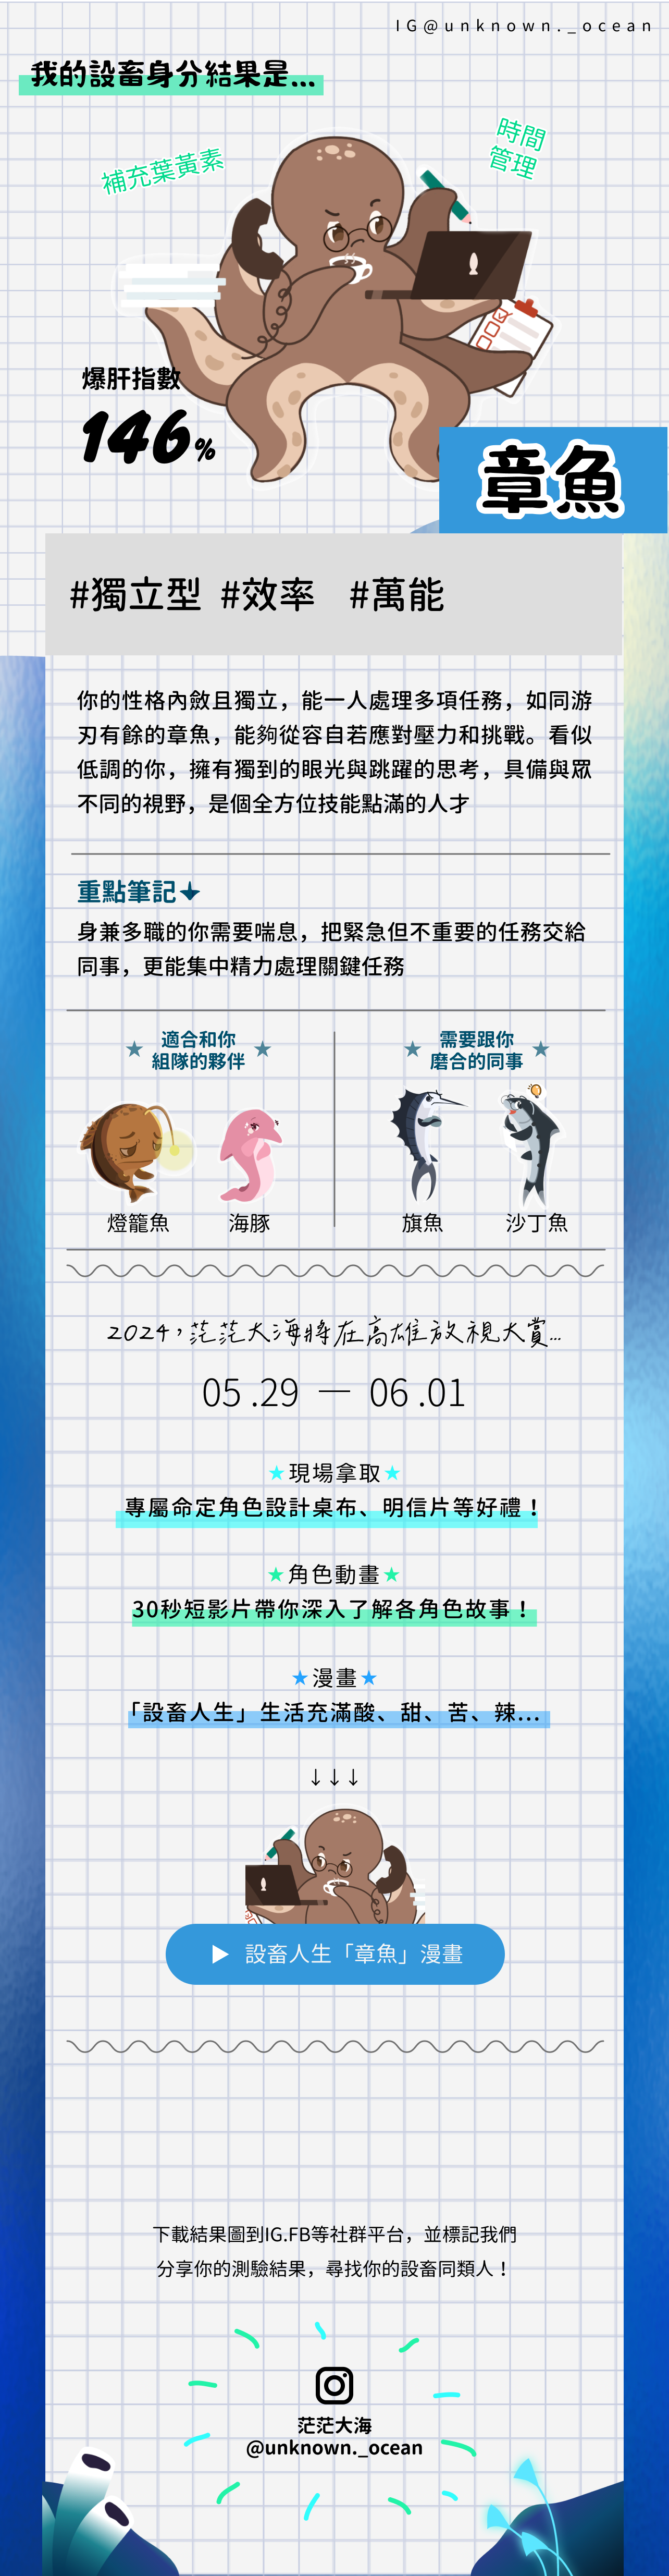 IG@unknown._ocean
我的設畜身分結果是...
補充葉黃素
時間
管理
爆肝指數
146%
章魚
#獨立型 #效率 #萬能
你的性格內斂且獨立，能一人處理多項任務，如同游
刃有餘的章魚，能夠從容自若應對壓力和挑戰。看似
低調的你，擁有獨到的眼光與跳躍的思考，具備與眾
不同的視野，是個全方位技能點滿的人才
重點筆記
身兼多職的你需要喘息，把緊急但不重要的任務交給
同事，更能集中精力處理關鍵任務
★ 適合和你 ★
組隊的夥伴
★ 需要跟你 ★
磨合的同事
燈籠魚 海豚 旗魚 沙丁魚
2024，茫茫大海將在高雄放視大賞...
05.29 — 06.01
★現場拿取★
專屬命定角色設計桌布、明信片等好禮！
★角色動畫★
30秒短影片帶你深入了解各角色故事！
★漫畫★
「設畜人生」生活充滿酸、甜、苦、辣...
↓↓↓
▶ 設畜人生「章魚」漫畫
下載結果圖到IG.FB等社群平台，並標記我們
分享你的測驗結果，尋找你的設畜同類人！
茫茫大海
@unknown._ocean